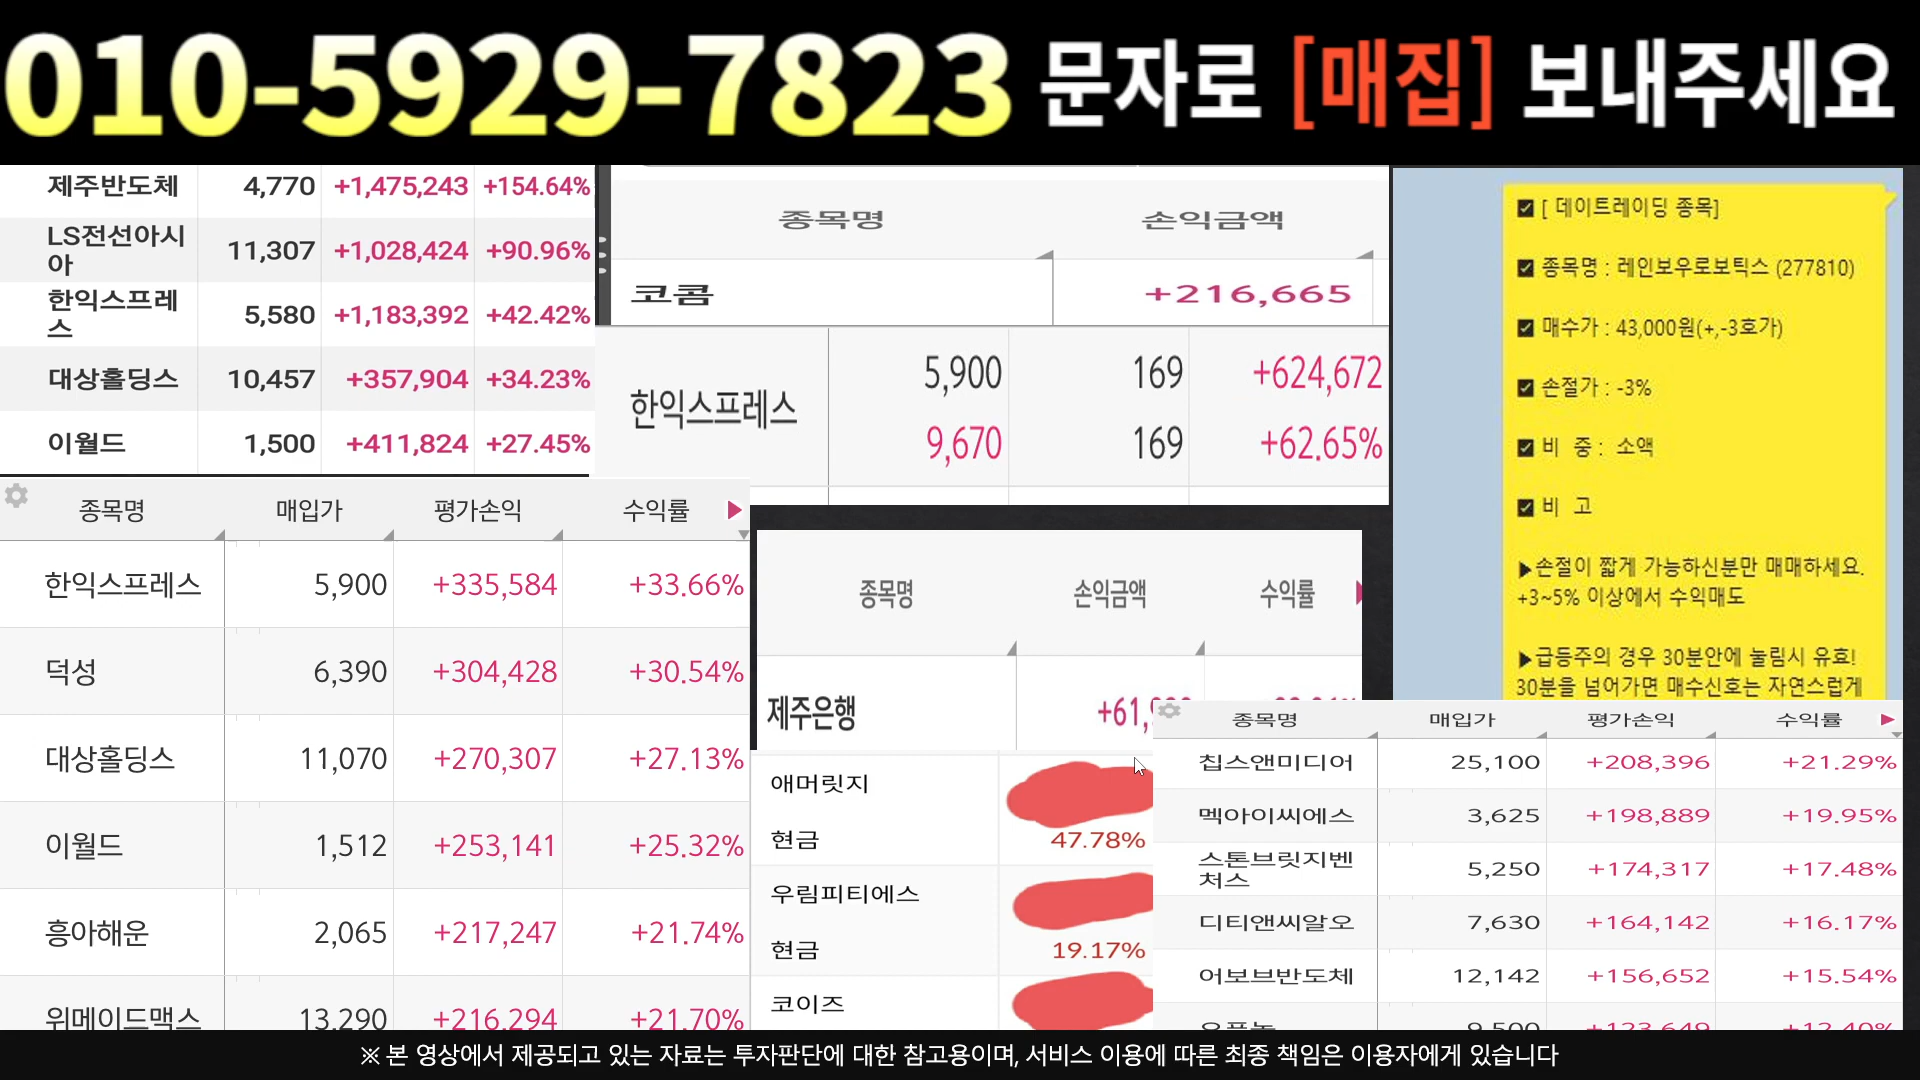 010-5929-7823 문자로 [매집] 보내주세요
제주반도체 4,770 +1,475,243 +154.64%
LS전선아시
아 11,307 +1,028,424 +90.96%
한익스프레
스 5,580 +1,183,392 +42.42%
대상홀딩스 10,457 +357,904 +34.23%
이월드 1,500 +411,824 +27.45%
종목명 손익금액
코콤 +216,665
한익스프레스 5,900 169 +624,672
9,670 169 +62.65%
☑ [ 데이트레이딩 종목]
☑ 종목명 : 레인보우로보틱스 (277810)
☑ 매수가 : 43,000원(+,-3호가)
☑ 손절가 : -3%
☑ 비 중 : 소액
☑ 비 고
▶손절이 짧게 가능하신분만 매매하세요.
+3~5% 이상에서 수익매도
▶급등주의 경우 30분안에 눌림시 유효!
30분을 넘어가면 매수신호는 자연스럽게
종목명 매입가 평가손익 수익률
한익스프레스 5,900 +335,584 +33.66%
덕성 6,390 +304,428 +30.54%
대상홀딩스 11,070 +270,307 +27.13%
이월드 1,512 +253,141 +25.32%
흥아해운 2,065 +217,247 +21.74%
위메이드맥스 13,290 +216,294 +21.70%
종목명 손익금액 수익률
제주은행
애머릿지
현금 47.78%
우림피티에스
현금 19.17%
코이즈
종목명 매입가 평가손익 수익률
칩스앤미디어 25,100 +208,396 +21.29%
멕아이씨에스 3,625 +198,889 +19.95%
스톤브릿지벤
처스 5,250 +174,317 +17.48%
디티앤씨알오 7,630 +164,142 +16.17%
어보브반도체 12,142 +156,652 +15.54%
※ 본 영상에서 제공되고 있는 자료는 투자판단에 대한 참고용이며, 서비스 이용에 따른 최종 책임은 이용자에게 있습니다